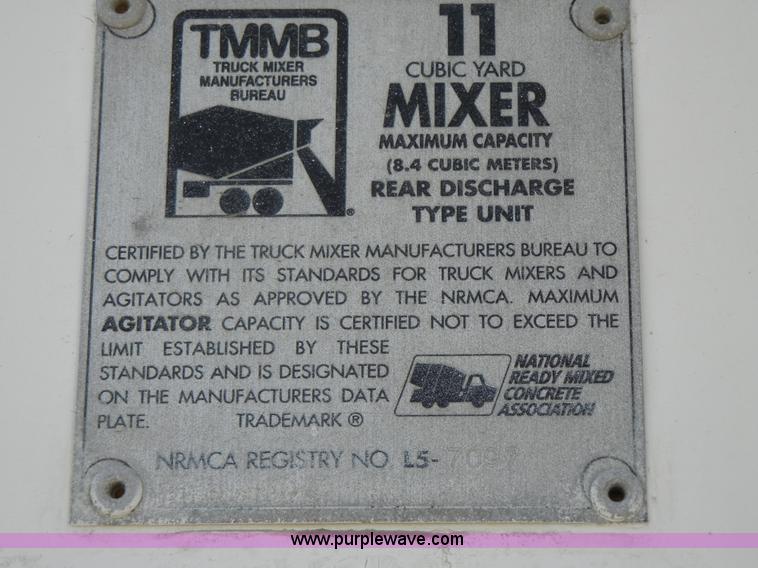 TMMB
TRUCK MIXER
MANUFACTURERS
BUREAU
®
11
CUBIC YARD
MIXER
MAXIMUM CAPACITY
(8.4 CUBIC METERS)
REAR DISCHARGE
TYPE UNIT
CERTIFIED BY THE TRUCK MIXER MANUFACTURERS BUREAU TO
COMPLY WITH ITS STANDARDS FOR TRUCK MIXERS AND
AGITATORS AS APPROVED BY THE NRMCA. MAXIMUM
AGITATOR CAPACITY IS CERTIFIED NOT TO EXCEED THE
LIMIT ESTABLISHED BY THESE
STANDARDS AND IS DESIGNATED
ON THE MANUFACTURERS DATA
PLATE. TRADEMARK ®
NATIONAL
READY MIXED
CONCRETE
ASSOCIATION
NRMCA REGISTRY NO. L5-
www.purplewave.com